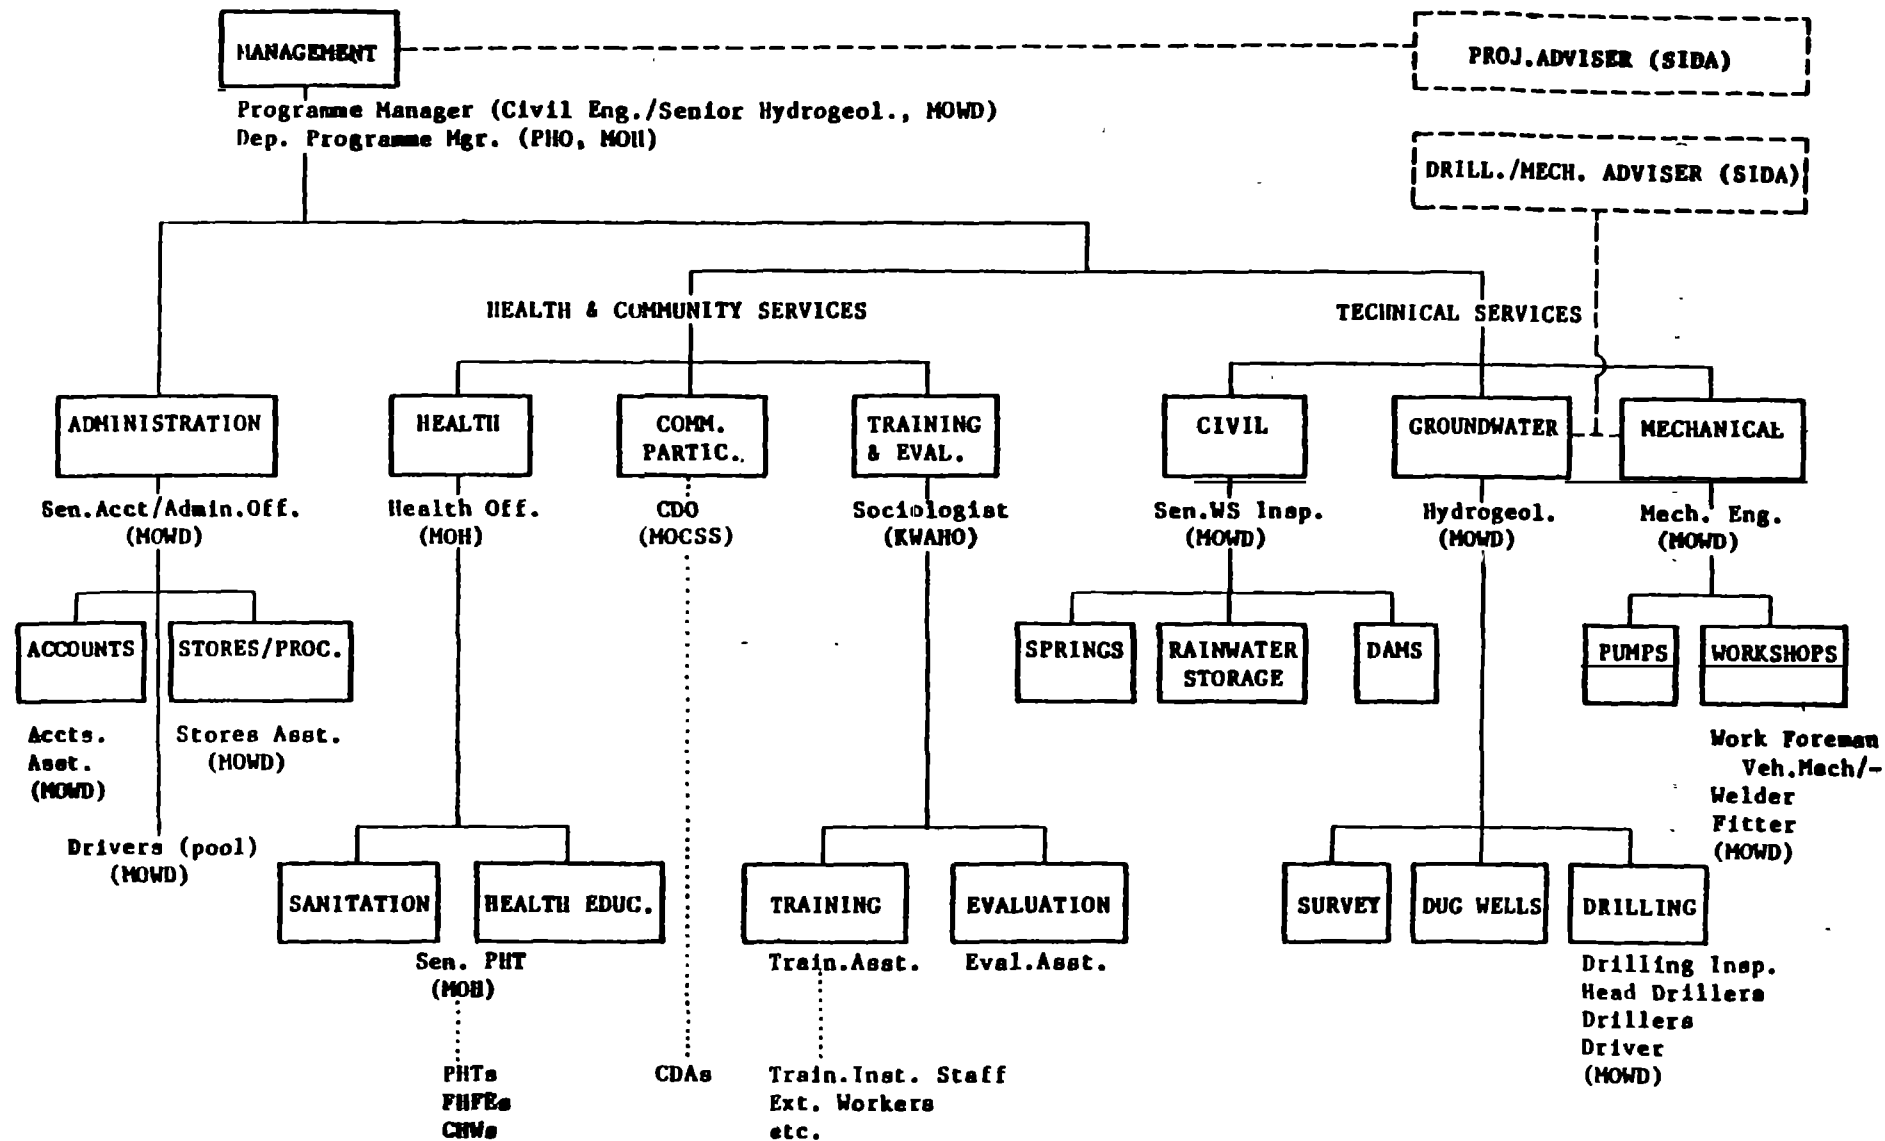 MANAGEMENT
PROJ.ADVISER (SIDA)
Programme Manager (Civil Eng./Senior Hydrogeol., MOWD)
Dep. Programme Mgr. (PHO, MOH)
DRILL./MECH. ADVISER (SIDA)
HEALTH & COMMUNITY SERVICES
TECHNICAL SERVICES
ADMINISTRATION
Sen.Acct/Admin.Off.
(MOWD)
HEALTH
Health Off.
(MOH)
COMM.
PARTIC.
CDO
(MOCSS)
TRAINING
& EVAL.
Sociologist
(KWAHO)
CIVIL
Sen.WS Insp.
(MOWD)
GROUNDWATER
Hydrogeol.
(MOWD)
MECHANICAL
Mech. Eng.
(MOWD)
ACCOUNTS
Accts.
Asst.
(MOWD)
STORES/PROC.
Stores Asst.
(MOWD)
Drivers (pool)
(MOWD)
SPRINGS
RAINWATER
STORAGE
DAMS
PUMPS
WORKSHOPS
Work Foreman
Veh.Mech/-
Welder
Fitter
(MOWD)
SANITATION
HEALTH EDUC.
Sen. PHT
(MOH)
PHTs
FHFEs
CHWs
CDAs
TRAINING
Train.Asst.
Train.Inst. Staff
Ext. Workers
etc.
EVALUATION
Eval.Asst.
SURVEY
DUG WELLS
DRILLING
Drilling Insp.
Head Drillers
Drillers
Driver
(MOWD)